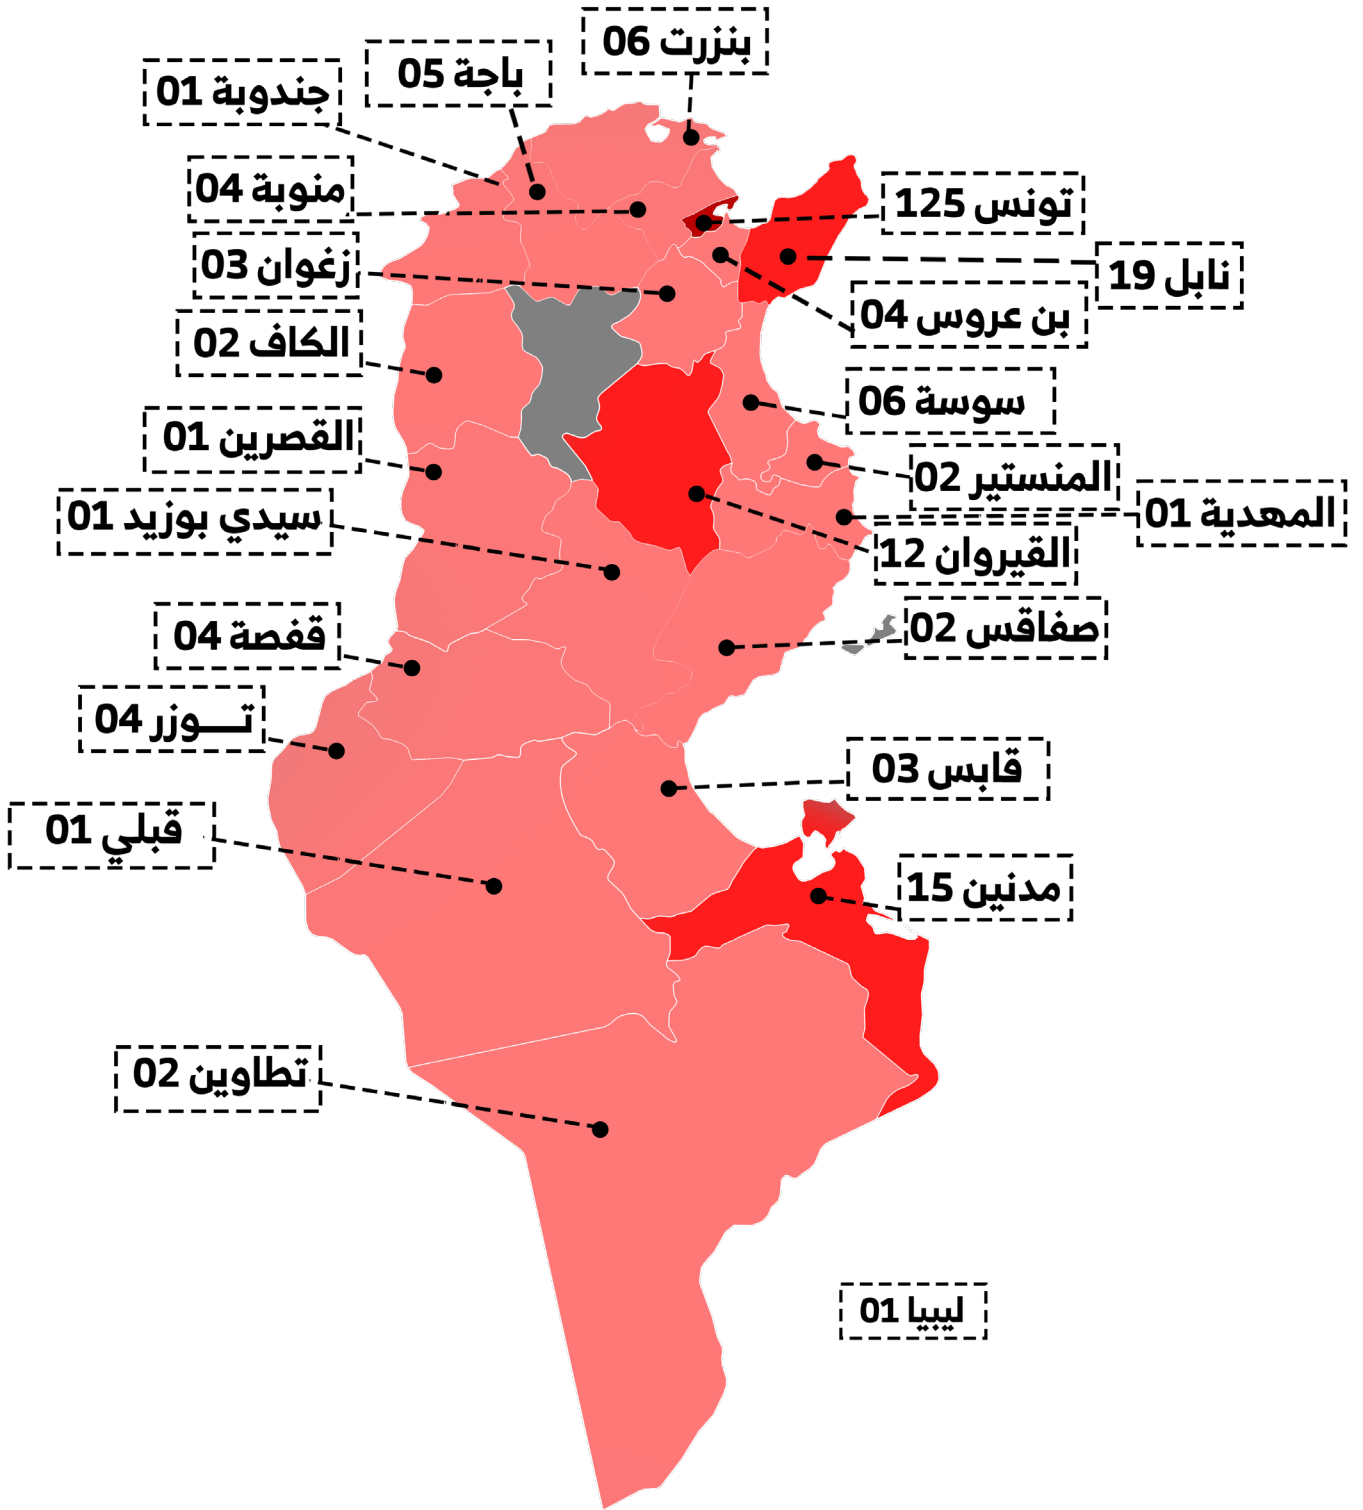 بنزرت 06
باجة 05
جندوبة 01
منوبة 04
تونس 125
زغوان 03
نابل 19
بن عروس 04
الكاف 02
سوسة 06
القصرين 01
المنستير 02
سيدي بوزيد 01
المهدية 01
القيروان 12
قفصة 04
صفاقس 02
تـــوزر 04
قابس 03
قبلي 01
مدنين 15
تطاوين 02
ليبيا 01